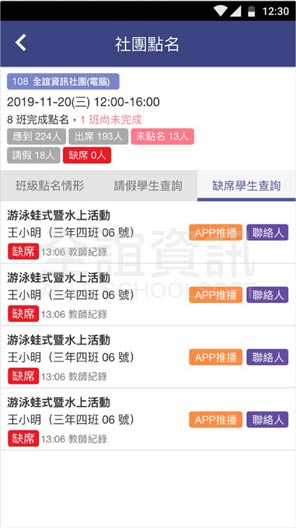 12:30
社團點名
108 全誼資訊社團(電腦)
2019-11-20(三) 12:00-16:00
8 班完成點名，1 班尚未完成
應到 224人 出席 193人 未點名 13人
請假 18人 缺席 0人
班級點名情形 請假學生查詢 缺席學生查詢
游泳蛙式暨水上活動
王小明（三年四班 06 號） APP推播 聯絡人
缺席 13:06 教師紀錄
全誼資訊
游泳蛙式暨水上活動
王小明（三年四班 06 號） APP推播 聯絡人
缺席 13:06 教師紀錄
游泳蛙式暨水上活動
王小明（三年四班 06 號） APP推播 聯絡人
缺席 13:06 教師紀錄
游泳蛙式暨水上活動
王小明（三年四班 06 號） APP推播 聯絡人
缺席 13:06 教師紀錄